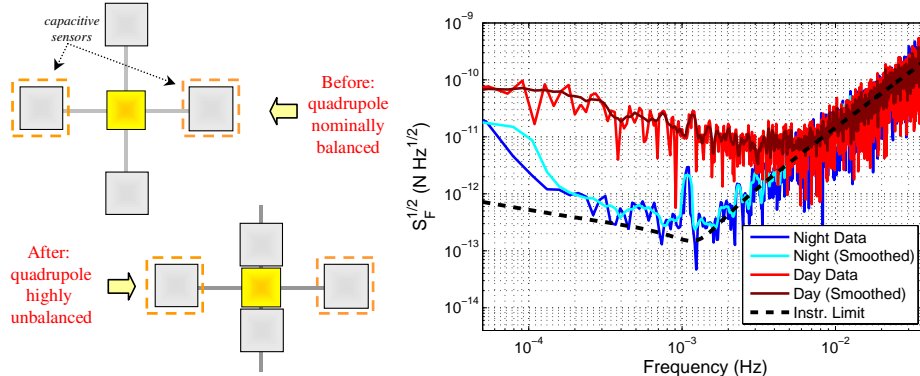 capacitive
sensors
Before:
quadrupole
nominally
balanced
After:
quadrupole
highly
unbalanced
S_F^{1/2} (N Hz^{1/2})
10^{-9}
10^{-10}
10^{-11}
10^{-12}
10^{-13}
10^{-14}
Night Data
Night (Smoothed)
Day Data
Day (Smoothed)
Instr. Limit
10^{-4}
10^{-3}
10^{-2}
Frequency (Hz)